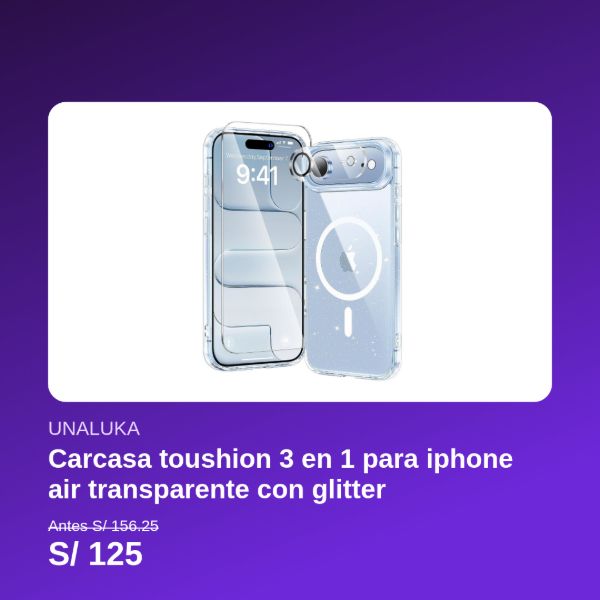 9:41
UNALUKA
Carcasa toushion 3 en 1 para iphone
air transparente con glitter
Antes S/ 156.25
S/ 125